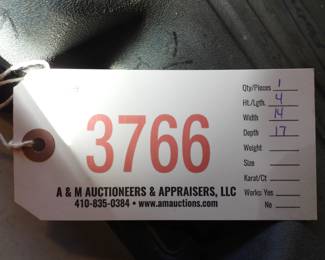 3766
A & M AUCTIONEERS & APPRAISERS, LLC
410-835-0384 • www.amauctions.com
Qty/Pieces 1
Ht./Lgth. 4
Width 14
Depth 17
Weight
Size
Karat/Ct
Works: Yes
No